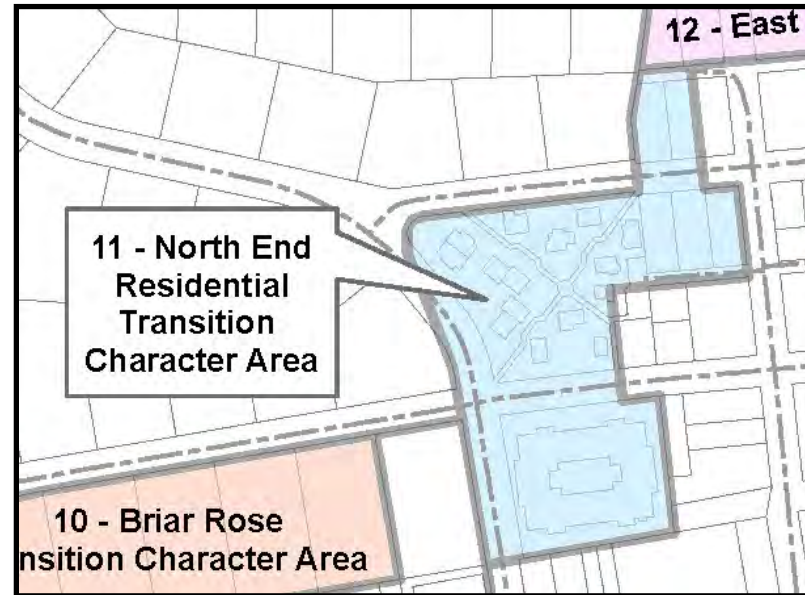 12 - East
11 - North End
Residential
Transition
Character Area
10 - Briar Rose
nsition Character Area